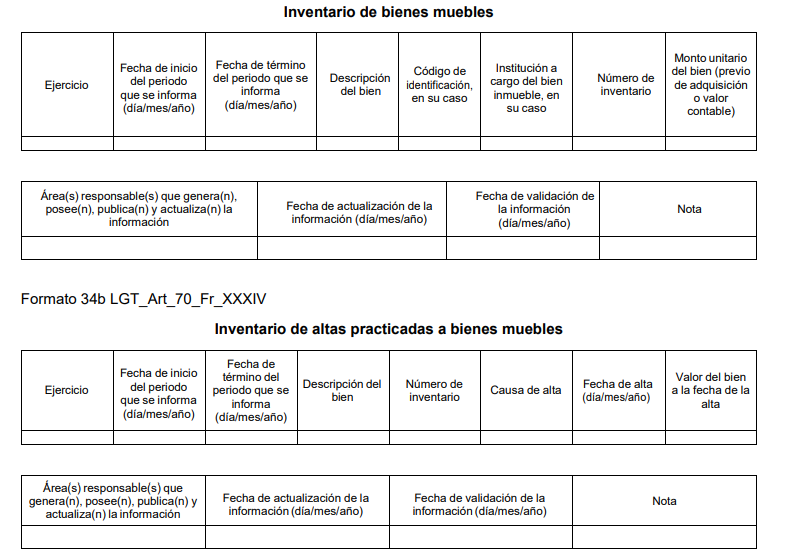 Inventario de bienes muebles
Ejercicio
Fecha de inicio
del periodo
que se informa
(día/mes/año)
Fecha de término
del periodo que se
informa
(día/mes/año)
Descripción
del bien
Código de
identificación,
en su caso
Institución a
cargo del bien
inmueble, en
su caso
Número de
inventario
Monto unitario
del bien (previo
de adquisición
o valor
contable)
Área(s) responsable(s) que genera(n),
posee(n), publica(n) y actualiza(n) la
información
Fecha de actualización de la
información (día/mes/año)
Fecha de validación de
la información
(día/mes/año)
Nota
Formato 34b LGT_Art_70_Fr_XXXIV
Inventario de altas practicadas a bienes muebles
Ejercicio
Fecha de inicio
del periodo
que se informa
(día/mes/año)
Fecha de
término del
periodo que se
informa
(día/mes/año)
Descripción del
bien
Número de
inventario
Causa de alta
Fecha de alta
(día/mes/año)
Valor del bien
a la fecha de la
alta
Área(s) responsable(s) que
genera(n), posee(n), publica(n) y
actualiza(n) la información
Fecha de actualización de la
información (día/mes/año)
Fecha de validación de la
información (día/mes/año)
Nota